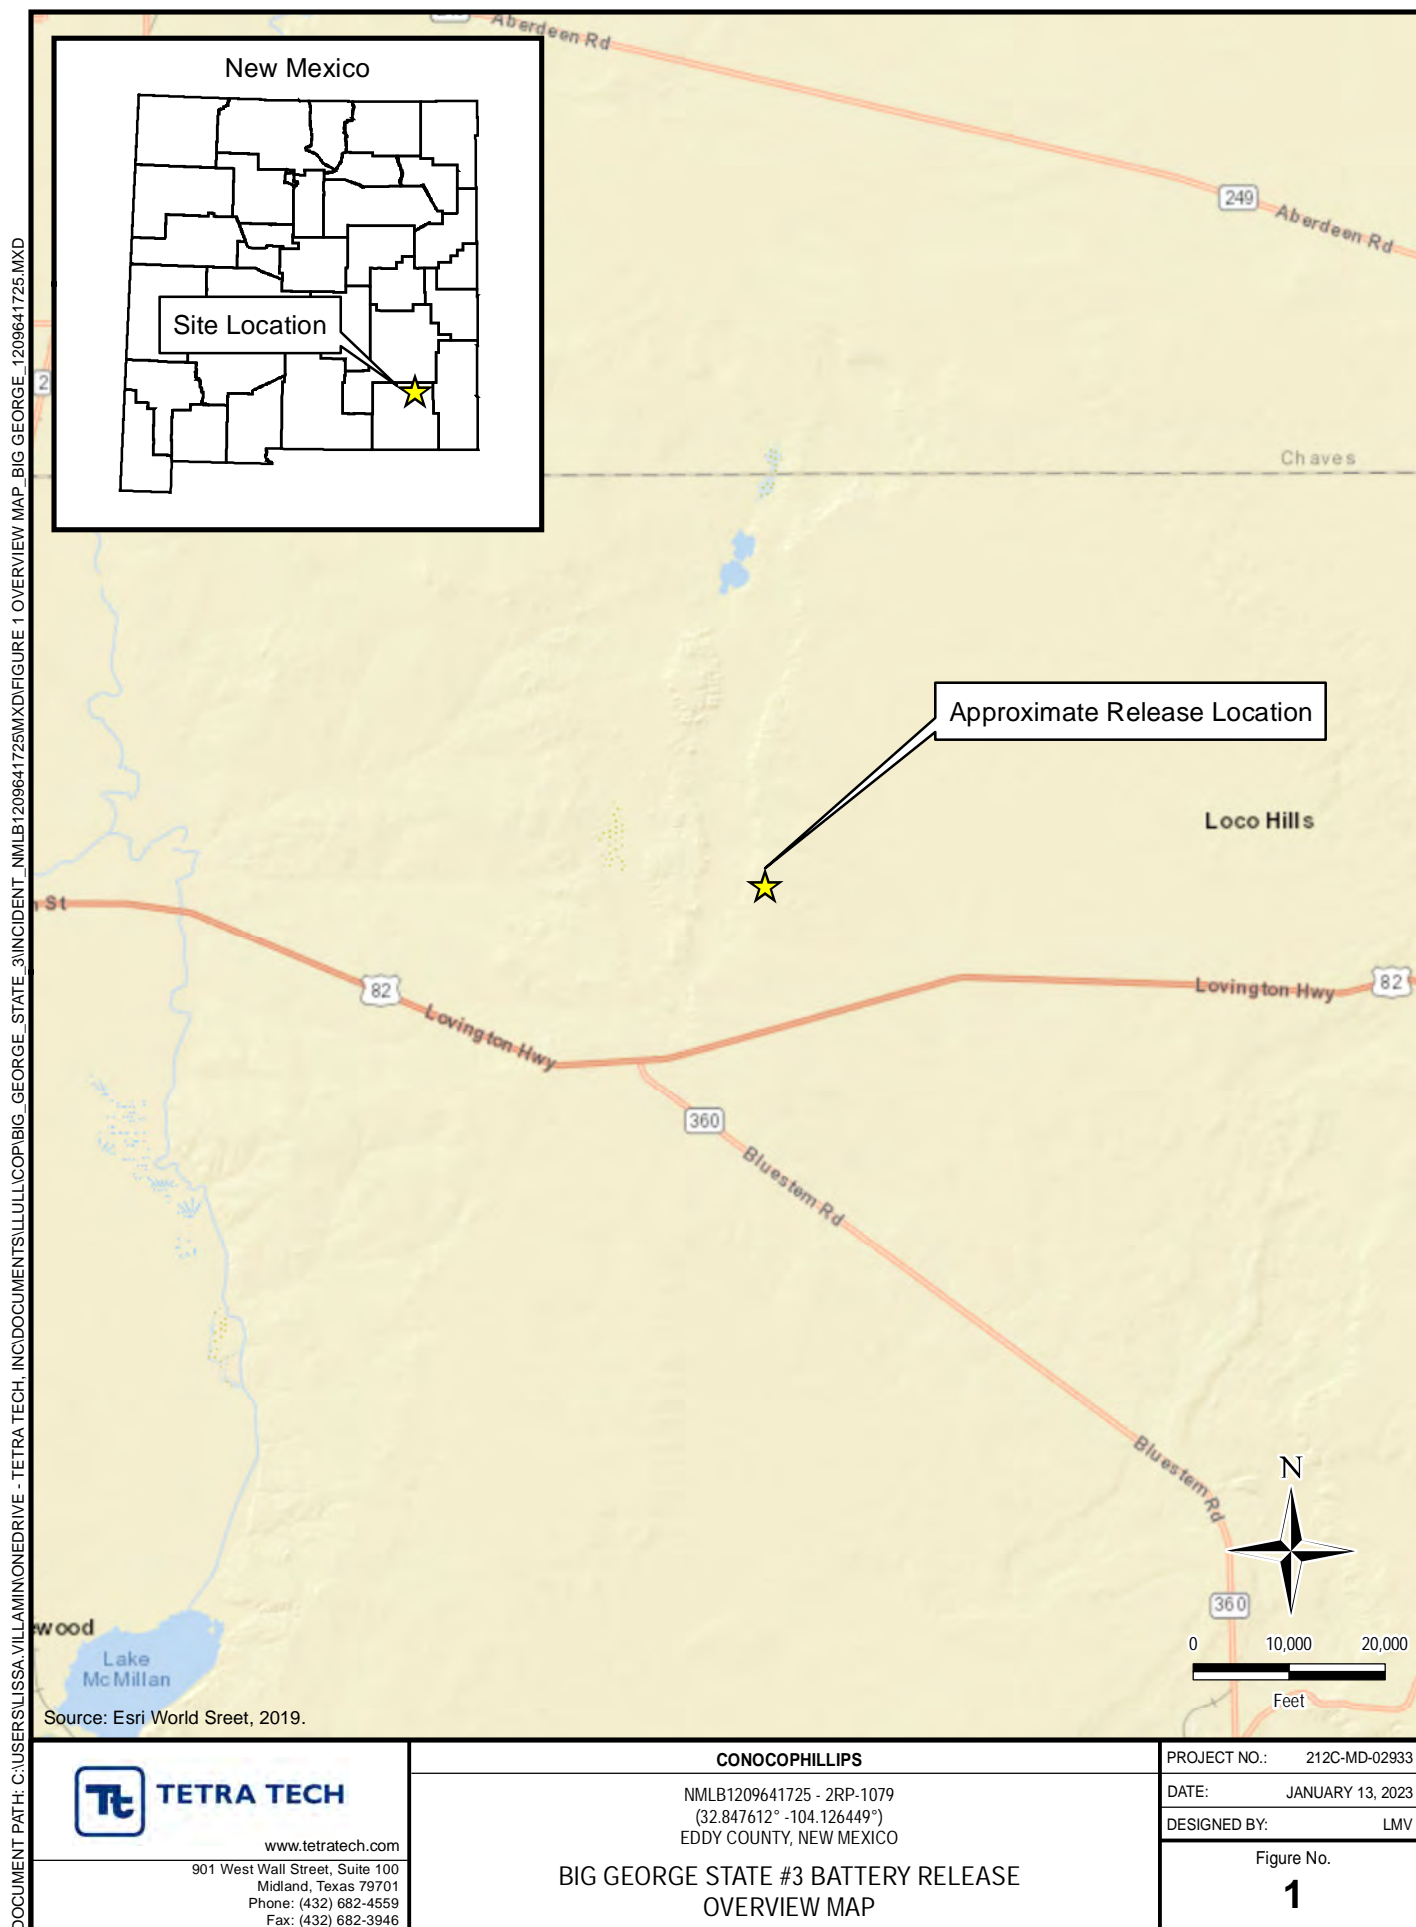 Aberdeen Rd
New Mexico
Site Location
249
Aberdeen Rd
2
Chaves
Approximate Release Location
Loco Hills
St
82
Lovington Hwy
Lovington Hwy
82
360
Bluestem Rd
Bluestem Rd
N
360
0 10,000 20,000
Feet
ewood
Lake
McMillan
Source: Esri World Sreet, 2019.
DOCUMENT PATH: C:\USERS\LISSA.VILLAMIN\ONEDRIVE - TETRA TECH, INC\DOCUMENTS\LLULL\COP\BIG_GEORGE_STATE_3\INCIDENT_NMLB1209641725\MXD\FIGURE 1 OVERVIEW MAP_BIG GEORGE_1209641725.MXD
Tt TETRA TECH
www.tetratech.com
901 West Wall Street, Suite 100
Midland, Texas 79701
Phone: (432) 682-4559
Fax: (432) 682-3946
CONOCOPHILLIPS
NMLB1209641725 - 2RP-1079
(32.847612° -104.126449°)
EDDY COUNTY, NEW MEXICO
BIG GEORGE STATE #3 BATTERY RELEASE
OVERVIEW MAP
PROJECT NO.: 212C-MD-02933
DATE: JANUARY 13, 2023
DESIGNED BY: LMV
Figure No.
1